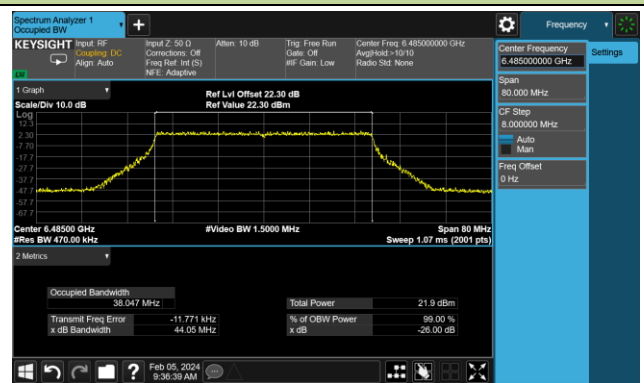 Spectrum Analyzer 1
Occupied BW
Frequency
KEYSIGHT
Input: RF
Coupling: DC
Align: Auto
Input Z: 50 Ω
Corrections: Off
Freq Ref: Int (S)
NFE: Adaptive
Atten: 10 dB
Trig: Free Run
Gate: Off
#IF Gain: Low
Center Freq: 6.485000000 GHz
Avg|Hold:>10/10
Radio Std: None
Center Frequency
6.485000000 GHz
Settings
Span
80.000 MHz
CF Step
8.000000 MHz
Auto
Man
Freq Offset
0 Hz
1 Graph
Scale/Div 10.0 dB
Ref Lvl Offset 22.30 dB
Ref Value 22.30 dBm
Log
12.3
2.30
-7.70
-17.7
-27.7
-37.7
-47.7
-57.7
-67.7
Center 6.48500 GHz
#Res BW 470.00 kHz
#Video BW 1.5000 MHz
Span 80 MHz
Sweep 1.07 ms (2001 pts)
2 Metrics
Occupied Bandwidth
38.047 MHz
Total Power 21.9 dBm
Transmit Freq Error -11.771 kHz
% of OBW Power 99.00 %
x dB Bandwidth 44.05 MHz
x dB -26.00 dB
?
Feb 05, 2024
9:36:39 AM